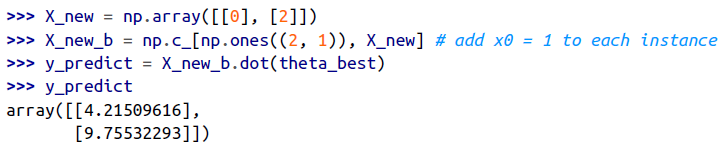 >>> X_new = np.array([[0], [2]])
>>> X_new_b = np.c_[np.ones((2, 1)), X_new] # add x0 = 1 to each instance
>>> y_predict = X_new_b.dot(theta_best)
>>> y_predict
array([[4.21509616],
       [9.75532293]])